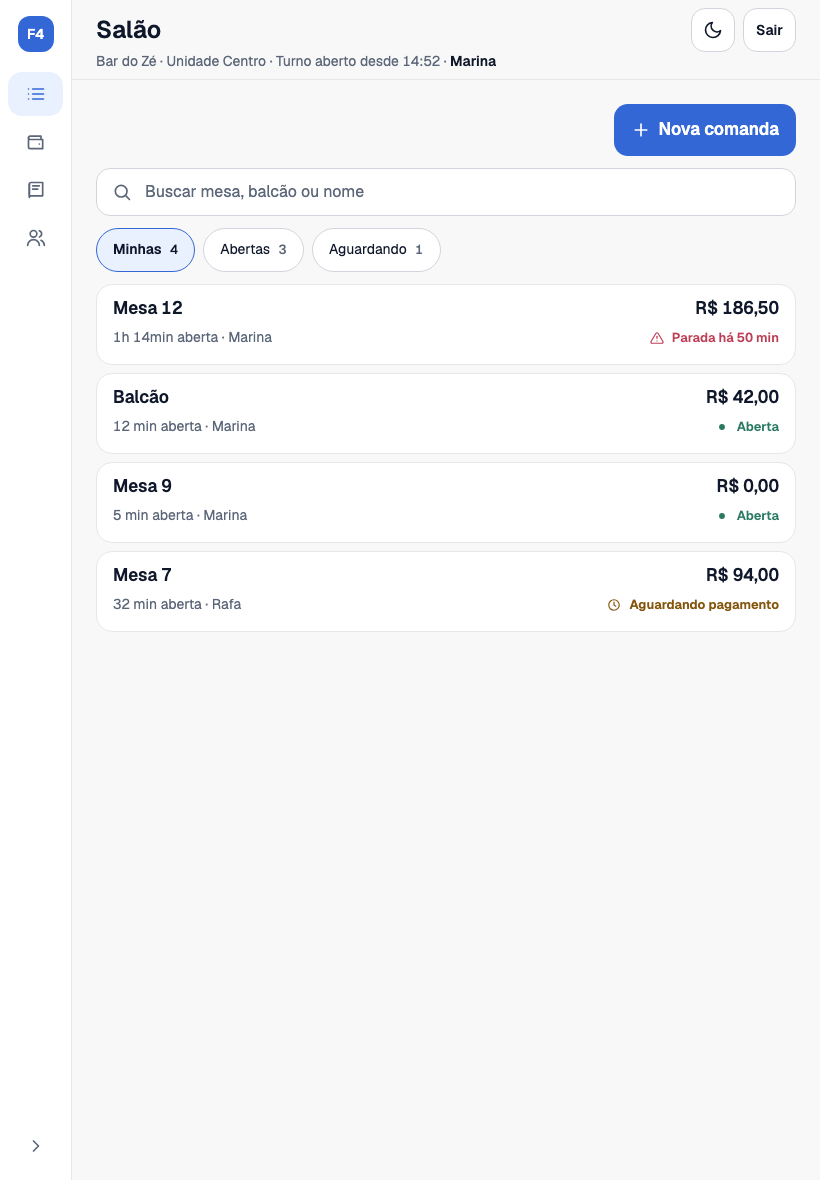 F4
Salão
Sair
Bar do Zé · Unidade Centro · Turno aberto desde 14:52 · Marina
Nova comanda
Buscar mesa, balcão ou nome
Minhas 4
Abertas 3
Aguardando 1
Mesa 12
R$ 186,50
1h 14min aberta · Marina
Parada há 50 min
Balcão
R$ 42,00
12 min aberta · Marina
Aberta
Mesa 9
R$ 0,00
5 min aberta · Marina
Aberta
Mesa 7
R$ 94,00
32 min aberta · Rafa
Aguardando pagamento